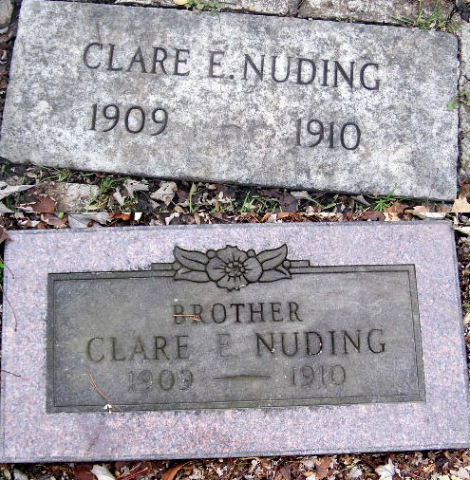 CLARE E. NUDING
1909 – 1910
BROTHER
CLARE E NUDING
1909 — 1910